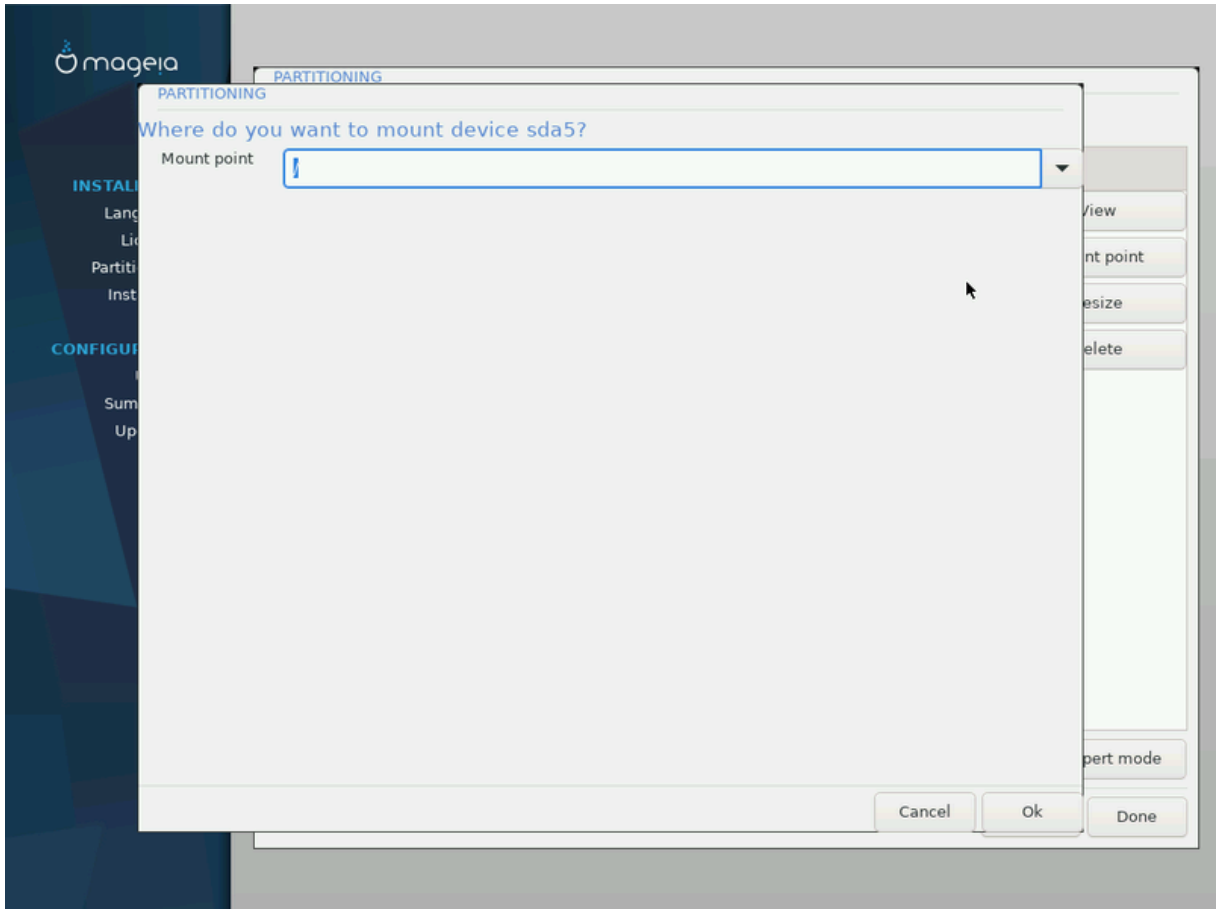 mageia
PARTITIONING
PARTITIONING
Where do you want to mount device sda5?
Mount point
/
INSTALL
Lang
Lic
Partiti
Inst
CONFIGUR
Sum
Up
View
nt point
esize
elete
pert mode
Cancel
Ok
Done